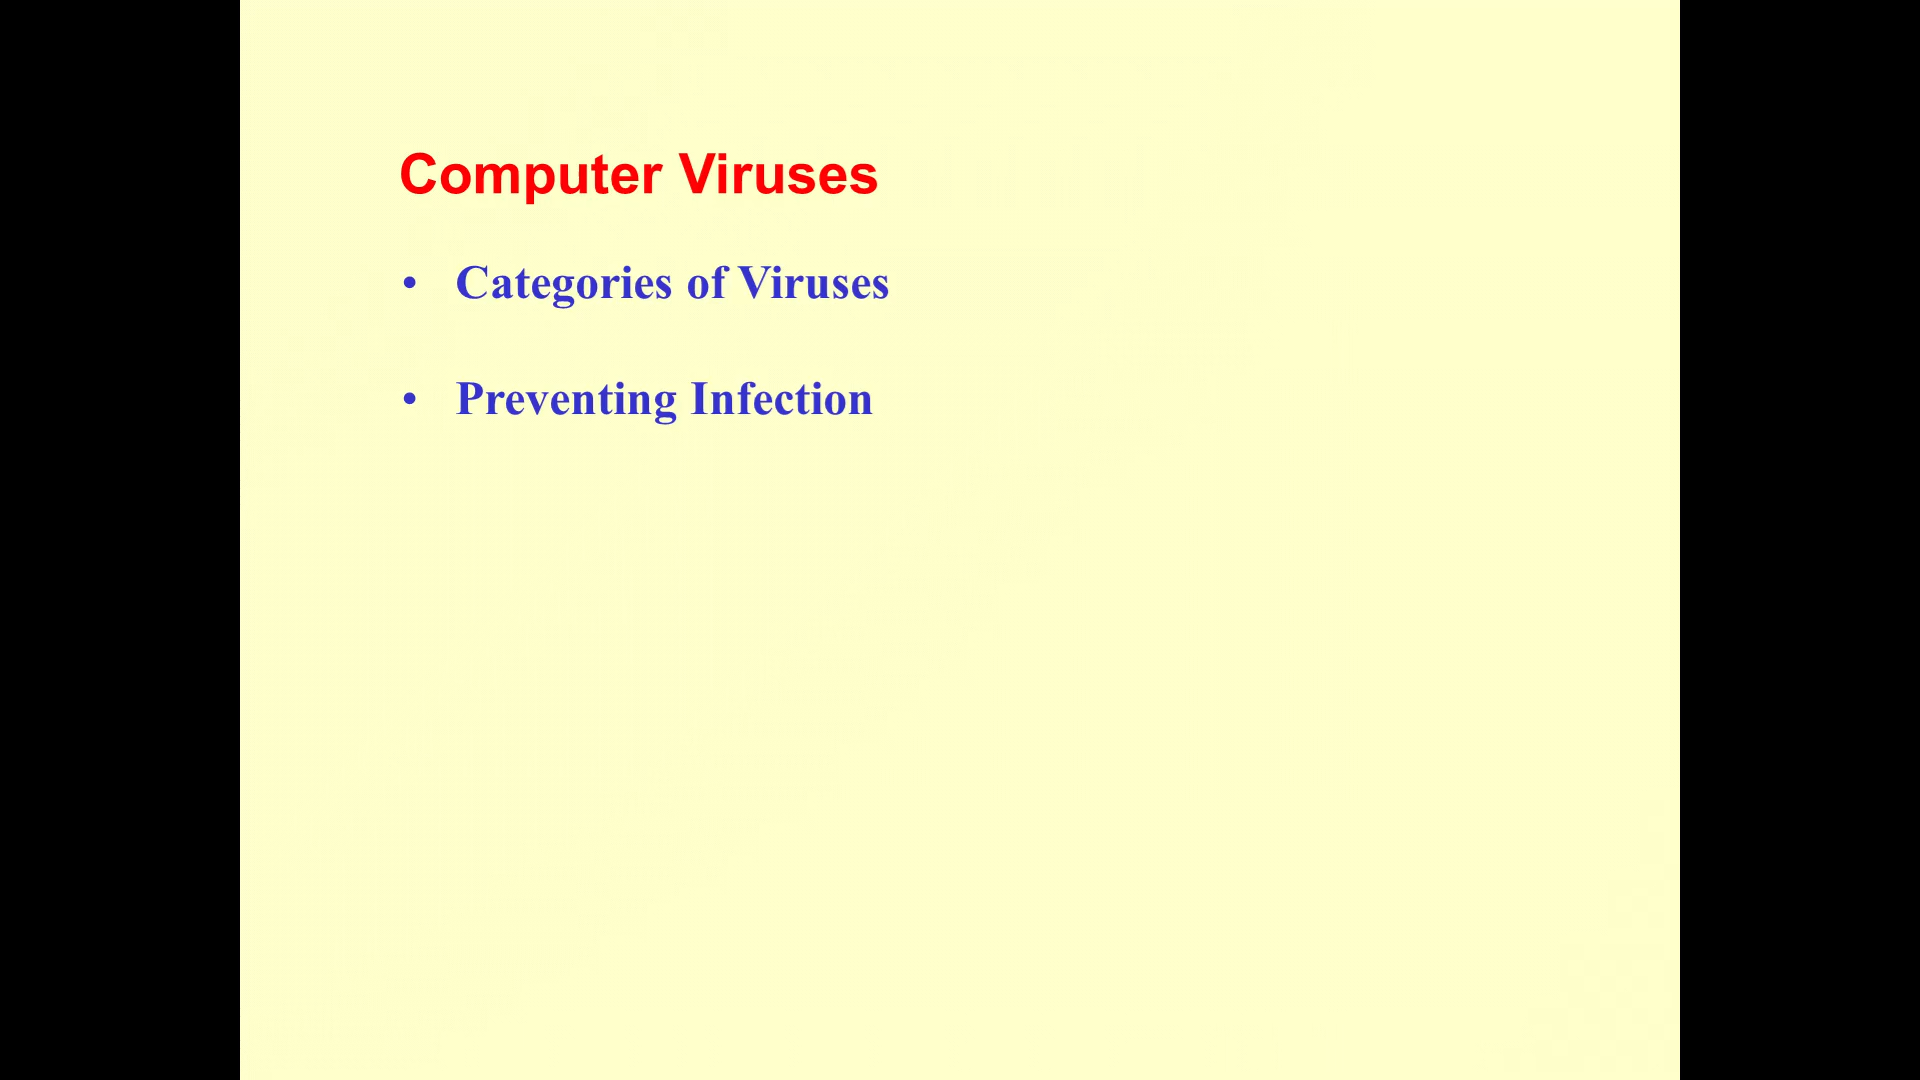 Computer Viruses
• Categories of Viruses
• Preventing Infection